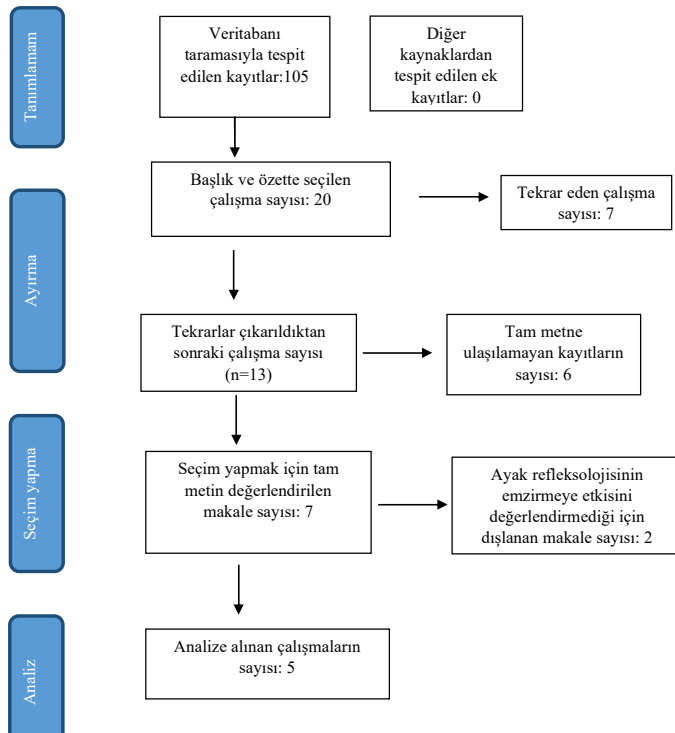 Tanımlamam
Veritabanı
taramasıyla tespit
edilen kayıtlar:105
Diğer
kaynaklardan
tespit edilen ek
kayıtlar: 0
Ayırma
Başlık ve özette seçilen
çalışma sayısı: 20
Tekrar eden çalışma
sayısı: 7
Tekrarlar çıkarıldıktan
sonraki çalışma sayısı
(n=13)
Tam metne
ulaşılamayan kayıtların
sayısı: 6
Seçim yapma
Seçim yapmak için tam
metin değerlendirilen
makale sayısı: 7
Ayak refleksolojisinin
emzirmeye etkisini
değerlendirmediği için
dışlanan makale sayısı: 2
Analiz
Analize alınan çalışmaların
sayısı: 5